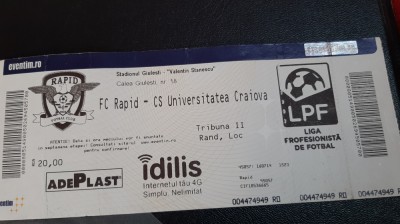 eventim.ro
Stadionul Giulesti - "Valentin Stanescu"
Calea Giulesti, nr. 18
RAPID
FOTBAL CLUB
FC Rapid - CS Universitatea Craiova
Tribuna II
Rand, Loc
LPF
LIGA
PROFESIONISTĂ
DE FOTBAL
20,00
ADEPLAST
idilis
Internetul tău 4G
Simplu, Nelimitat
004474949 RO
004474949 RO